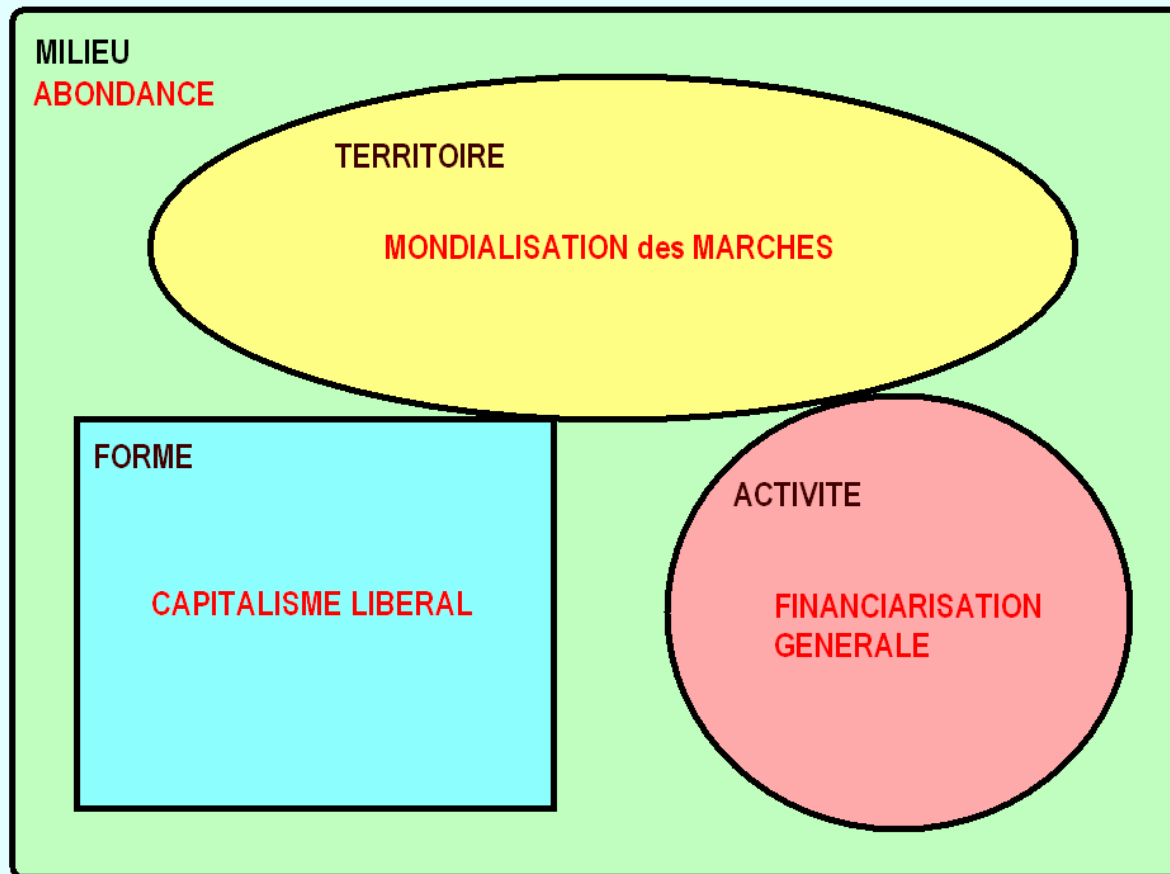 MILIEU
ABONDANCE
TERRITOIRE
MONDIALISATION des MARCHES
FORME
CAPITALISME LIBERAL
ACTIVITE
FINANCIARISATION
GENERALE